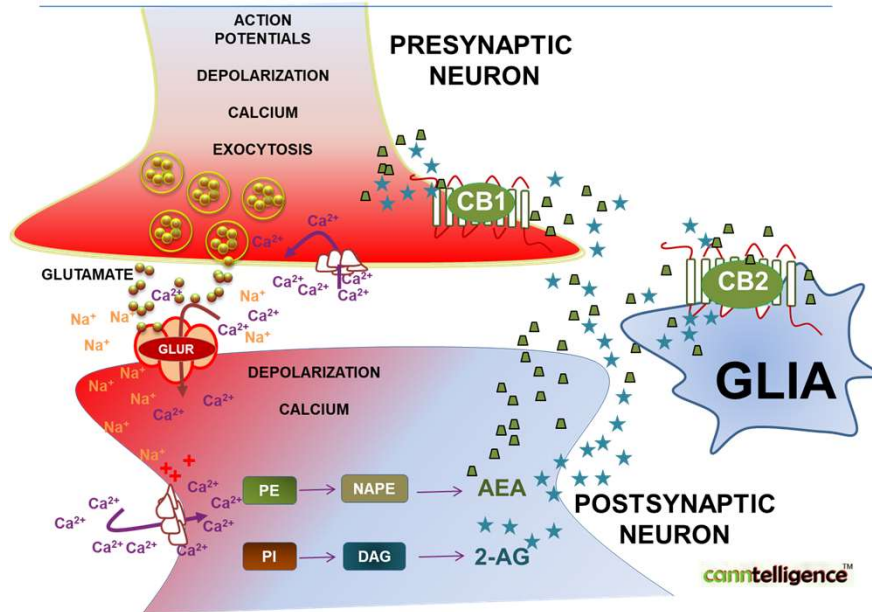 ACTION
POTENTIALS
DEPOLARIZATION
CALCIUM
EXOCYTOSIS
PRESYNAPTIC
NEURON
CB1
Ca²⁺
Ca²⁺
Ca²⁺
Ca²⁺ Ca²⁺
Ca²⁺
GLUTAMATE
Ca²⁺
Na⁺
Na⁺ Na⁺
Ca²⁺
Ca²⁺
Na⁺
Na⁺
GLUR
CB2
GLIA
DEPOLARIZATION
CALCIUM
Na⁺
Na⁺
Na⁺
Ca²⁺ Ca²⁺
Na⁺
Na⁺
Ca²⁺
Ca²⁺
Ca²⁺
Ca²⁺
Ca²⁺
Ca²⁺ Ca²⁺
Ca²⁺
PE
NAPE
AEA
PI
DAG
2-AG
POSTSYNAPTIC
NEURON
canntelligence™